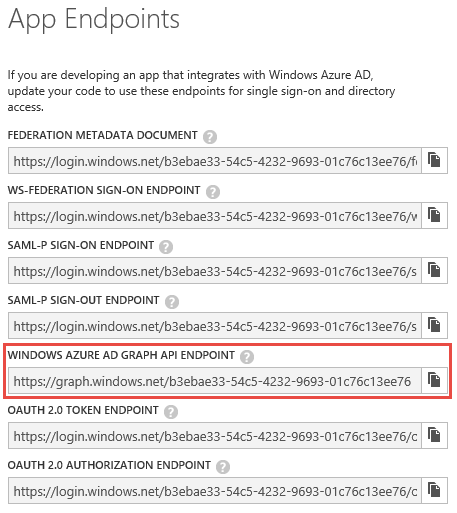 App Endpoints
If you are developing an app that integrates with Windows Azure AD,
update your code to use these endpoints for single sign-on and directory
access.
FEDERATION METADATA DOCUMENT ?
https://login.windows.net/b3ebae33-54c5-4232-9693-01c76c13ee76/fe
WS-FEDERATION SIGN-ON ENDPOINT ?
https://login.windows.net/b3ebae33-54c5-4232-9693-01c76c13ee76/w
SAML-P SIGN-ON ENDPOINT ?
https://login.windows.net/b3ebae33-54c5-4232-9693-01c76c13ee76/s
SAML-P SIGN-OUT ENDPOINT ?
https://login.windows.net/b3ebae33-54c5-4232-9693-01c76c13ee76/s
WINDOWS AZURE AD GRAPH API ENDPOINT ?
https://graph.windows.net/b3ebae33-54c5-4232-9693-01c76c13ee76
OAUTH 2.0 TOKEN ENDPOINT ?
https://login.windows.net/b3ebae33-54c5-4232-9693-01c76c13ee76/o
OAUTH 2.0 AUTHORIZATION ENDPOINT ?
https://login.windows.net/b3ebae33-54c5-4232-9693-01c76c13ee76/o